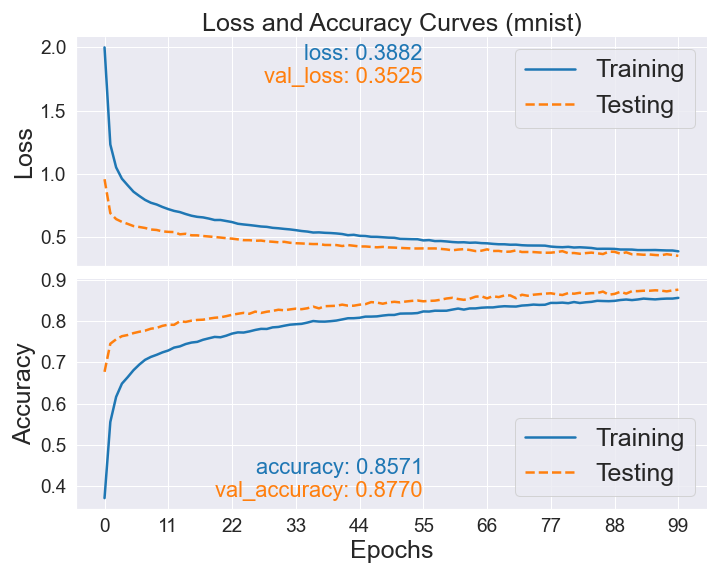 Loss and Accuracy Curves (mnist)
loss: 0.3882
val_loss: 0.3525
Training
Testing
Loss
2.0
1.5
1.0
0.5
Accuracy
0.9
0.8
0.7
0.6
0.5
0.4
Training
Testing
accuracy: 0.8571
val_accuracy: 0.8770
0 11 22 33 44 55 66 77 88 99
Epochs